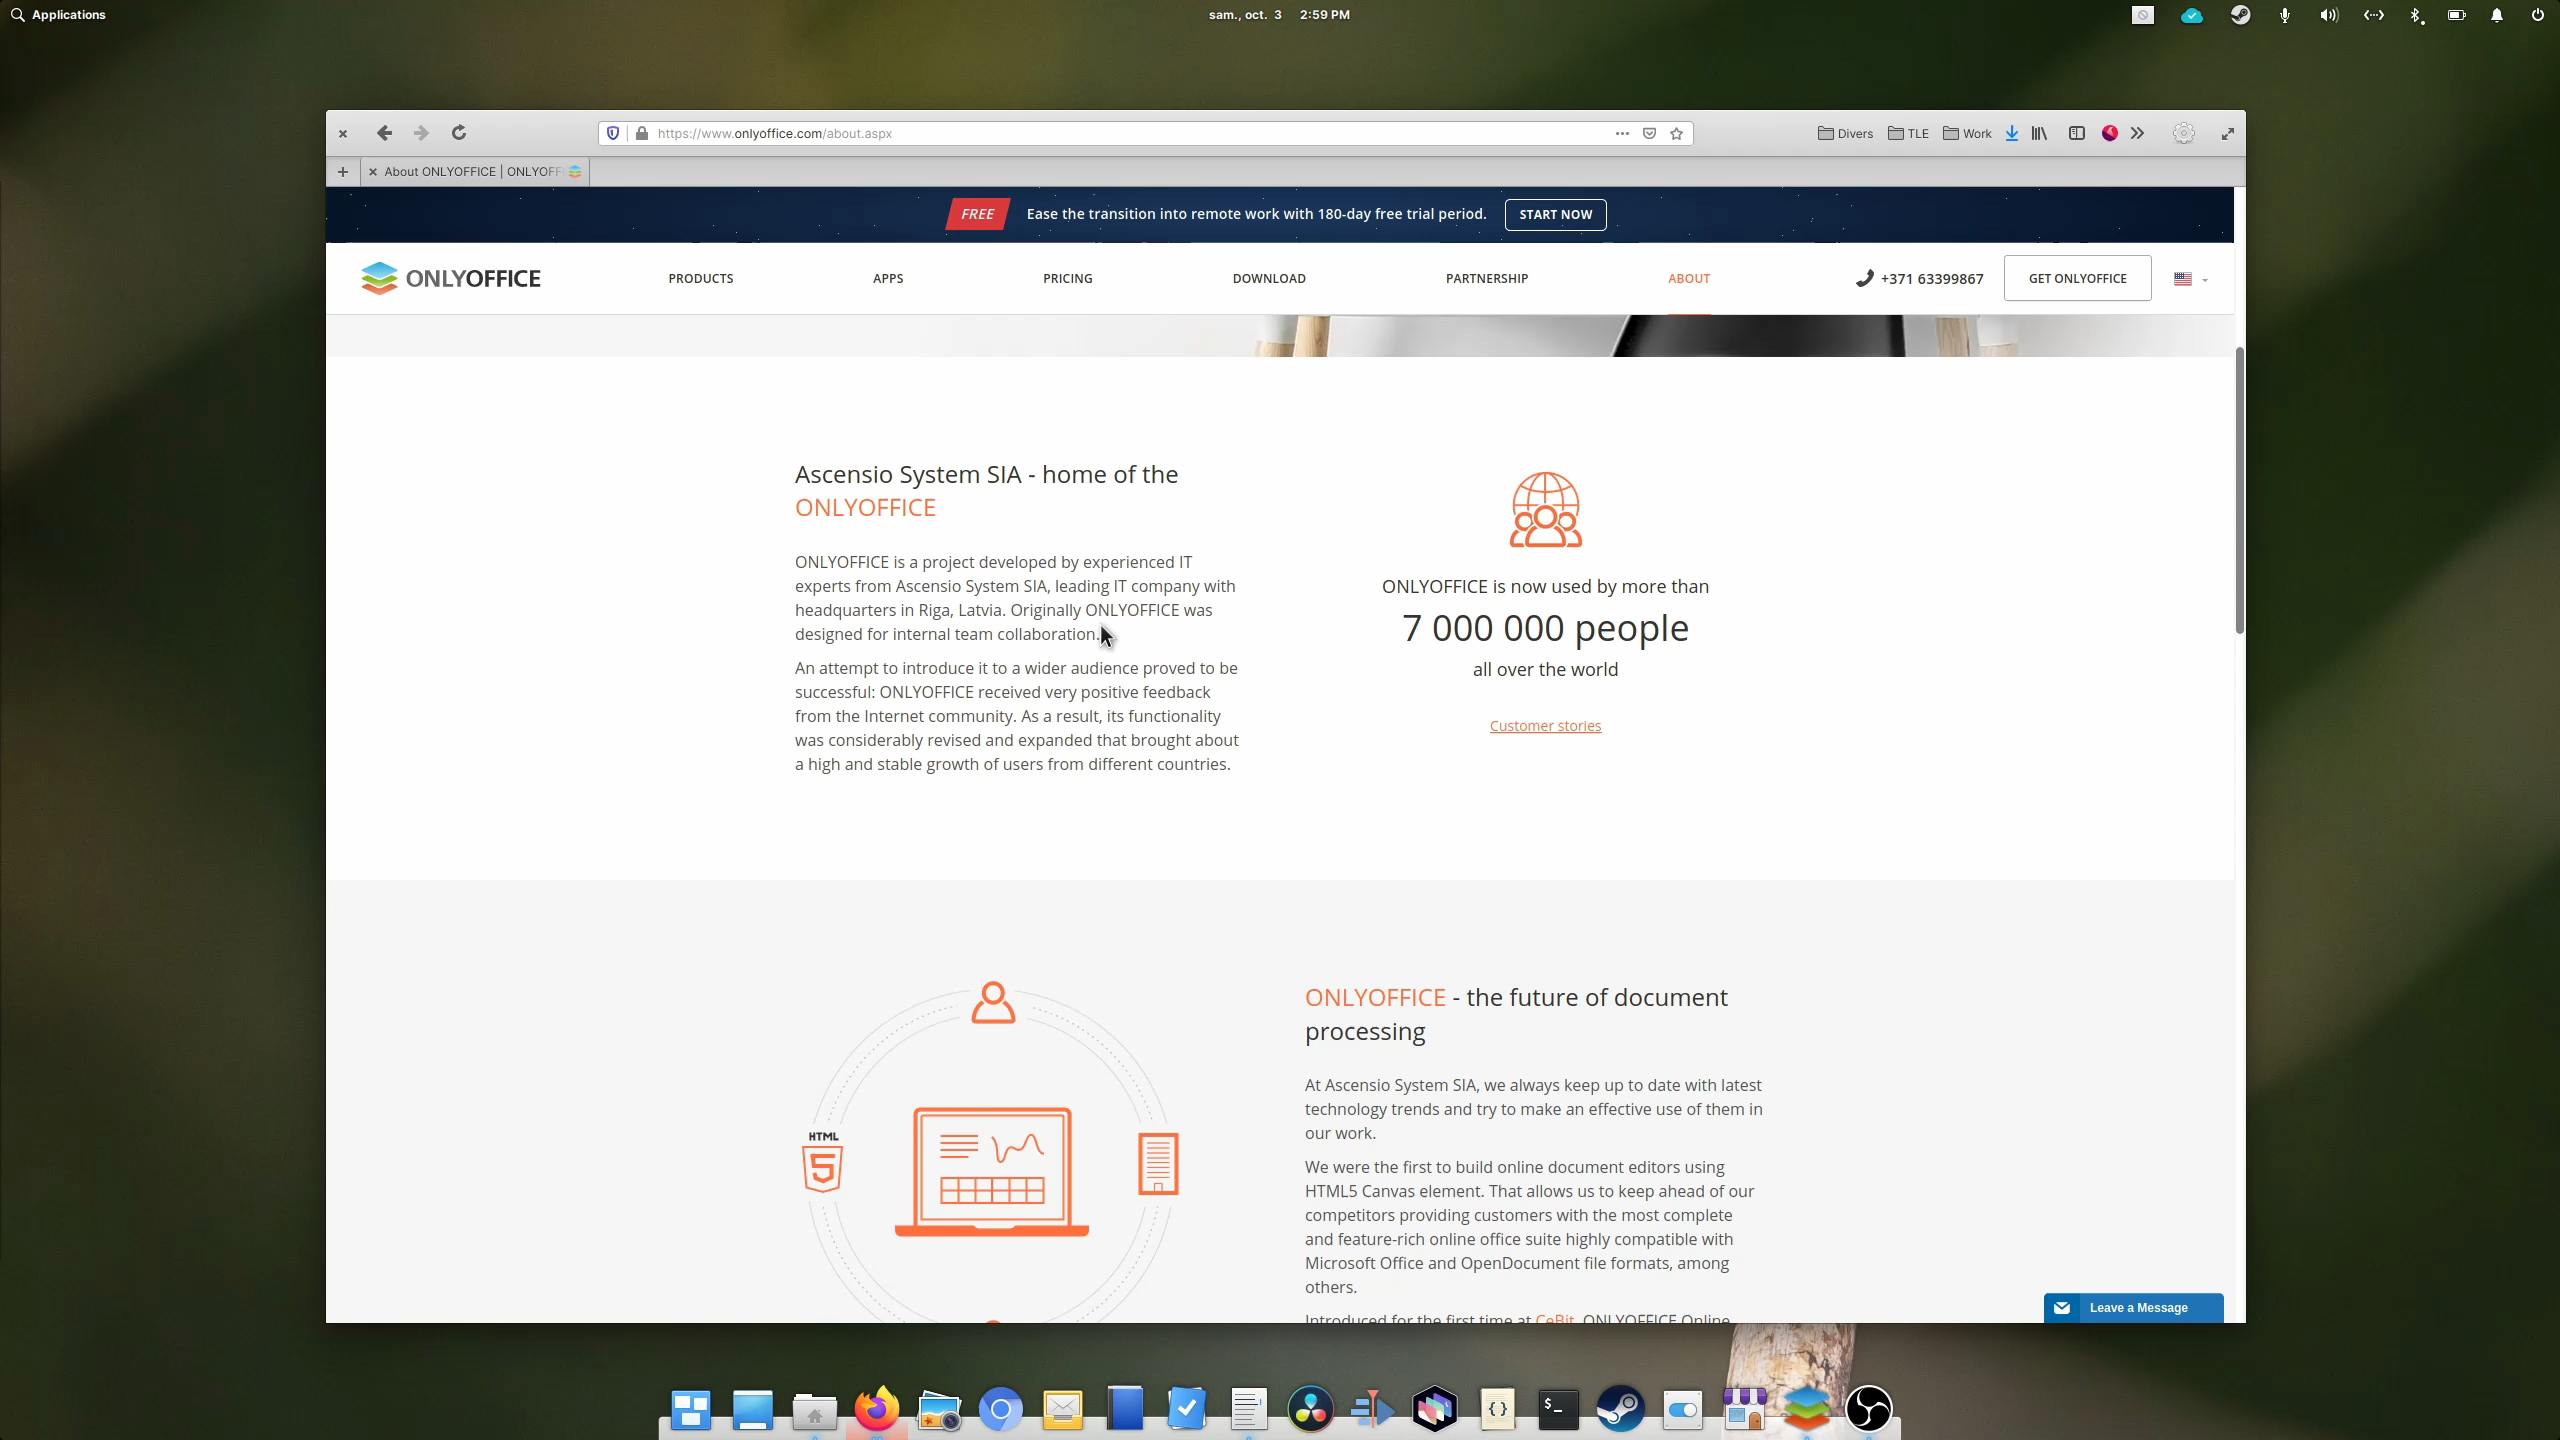 Applications
sam., oct. 3 2:59 PM
https://www.onlyoffice.com/about.aspx
Divers
TLE
Work
About ONLYOFFICE | ONLYOFF
FREE
Ease the transition into remote work with 180-day free trial period.
START NOW
ONLYOFFICE
PRODUCTS
APPS
PRICING
DOWNLOAD
PARTNERSHIP
ABOUT
+371 63399867
GET ONLYOFFICE
Ascensio System SIA - home of the
ONLYOFFICE
ONLYOFFICE is a project developed by experienced IT
experts from Ascensio System SIA, leading IT company with
headquarters in Riga, Latvia. Originally ONLYOFFICE was
designed for internal team collaboration.
An attempt to introduce it to a wider audience proved to be
successful: ONLYOFFICE received very positive feedback
from the Internet community. As a result, its functionality
was considerably revised and expanded that brought about
a high and stable growth of users from different countries.
ONLYOFFICE is now used by more than
7 000 000 people
all over the world
Customer stories
HTML
5
ONLYOFFICE - the future of document
processing
At Ascensio System SIA, we always keep up to date with latest
technology trends and try to make an effective use of them in
our work.
We were the first to build online document editors using
HTML5 Canvas element. That allows us to keep ahead of our
competitors providing customers with the most complete
and feature-rich online office suite highly compatible with
Microsoft Office and OpenDocument file formats, among
others.
Introduced for the first time at CeBit, ONLYOFFICE Online
Leave a Message